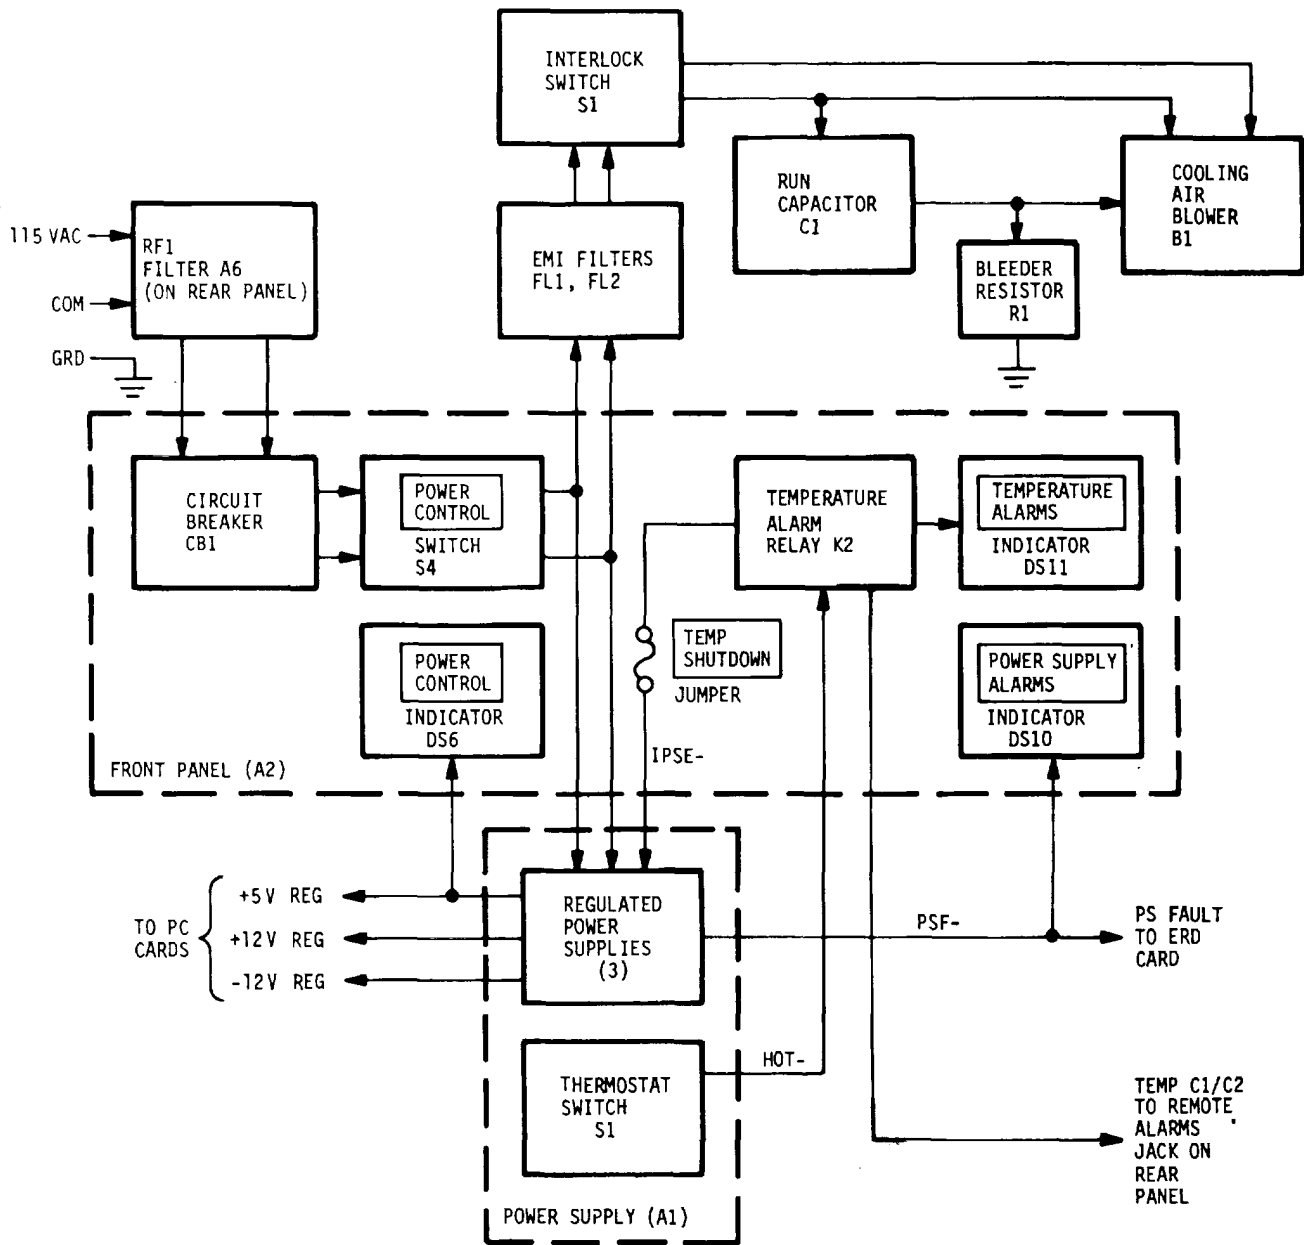 INTERLOCK
SWITCH
S1
RUN
CAPACITOR
C1
COOLING
AIR
BLOWER
B1
BLEEDER
RESISTOR
R1
115 VAC
COM
GRD
RF1
FILTER A6
(ON REAR PANEL)
EMI FILTERS
FL1, FL2
CIRCUIT
BREAKER
CB1
POWER
CONTROL
SWITCH
S4
TEMPERATURE
ALARM
RELAY K2
TEMPERATURE
ALARMS
INDICATOR
DS11
POWER
CONTROL
INDICATOR
DS6
TEMP
SHUTDOWN
JUMPER
POWER SUPPLY
ALARMS
INDICATOR
DS10
IPSE-
FRONT PANEL (A2)
TO PC
CARDS
+5V REG
+12V REG
-12V REG
REGULATED
POWER
SUPPLIES
(3)
PSF-
PS FAULT
TO ERD
CARD
THERMOSTAT
SWITCH
S1
HOT-
TEMP C1/C2
TO REMOTE
ALARMS
JACK ON
REAR
PANEL
POWER SUPPLY (A1)